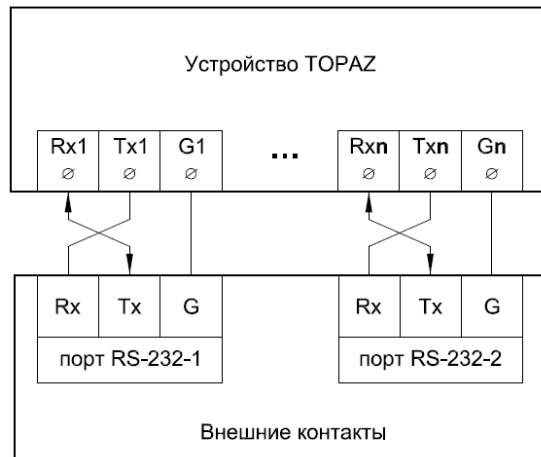 Устройство TOPAZ
Rx1 Tx1 G1 ... Rxn Txn Gn
Rx Tx G Rx Tx G
порт RS-232-1 порт RS-232-2
Внешние контакты